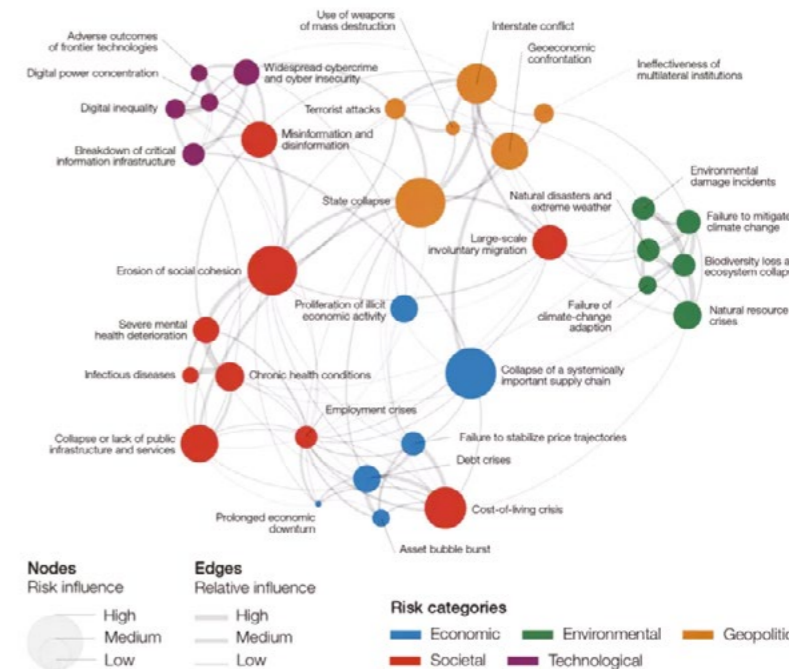 Use of weapons
of mass destruction
Interstate conflict
Adverse outcomes
of frontier technologies
Geoeconomic
confrontation
Widespread cybercrime
and cyber insecurity
Ineffectiveness of
multilateral institutions
Digital power concentration
Digital inequality
Terrorist attacks
Misinformation and
disinformation
Breakdown of critical
information infrastructure
Environmental
damage incidents
Natural disasters and
extreme weather
State collapse
Failure to mitigate
climate change
Large-scale
involuntary migration
Erosion of social cohesion
Biodiversity loss a
ecosystem collaps
Proliferation of illicit
economic activity
Failure of
climate-change
adaption
Natural resource
crises
Severe mental
health deterioration
Infectious diseases
Chronic health conditions
Collapse of a systemically
important supply chain
Employment crises
Collapse or lack of public
infrastructure and services
Failure to stabilize price trajectories
Debt crises
Prolonged economic
downturn
Cost-of-living crisis
Asset bubble burst
Nodes
Risk influence
High
Medium
Low
Edges
Relative influence
High
Medium
Low
Risk categories
Economic
Environmental
Geopolitic
Societal
Technological